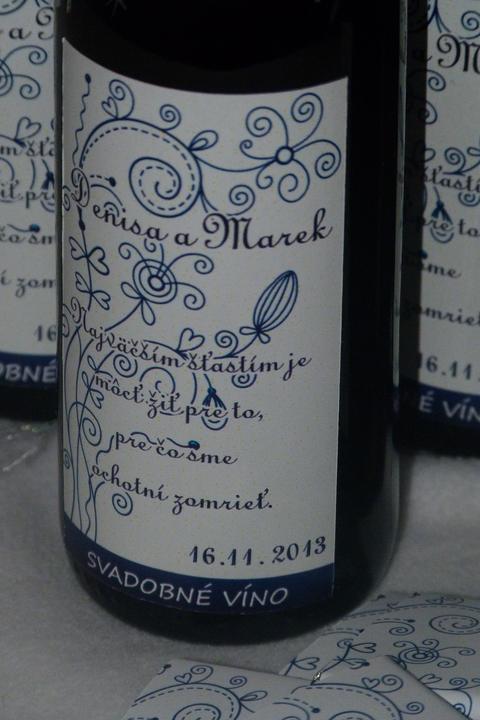 Denisa a Marek
Najväčším šťastím je
môcť žiť pre to,
pre čo sme
ochotní zomrieť.
16.11.2013
SVADOBNÉ VÍNO